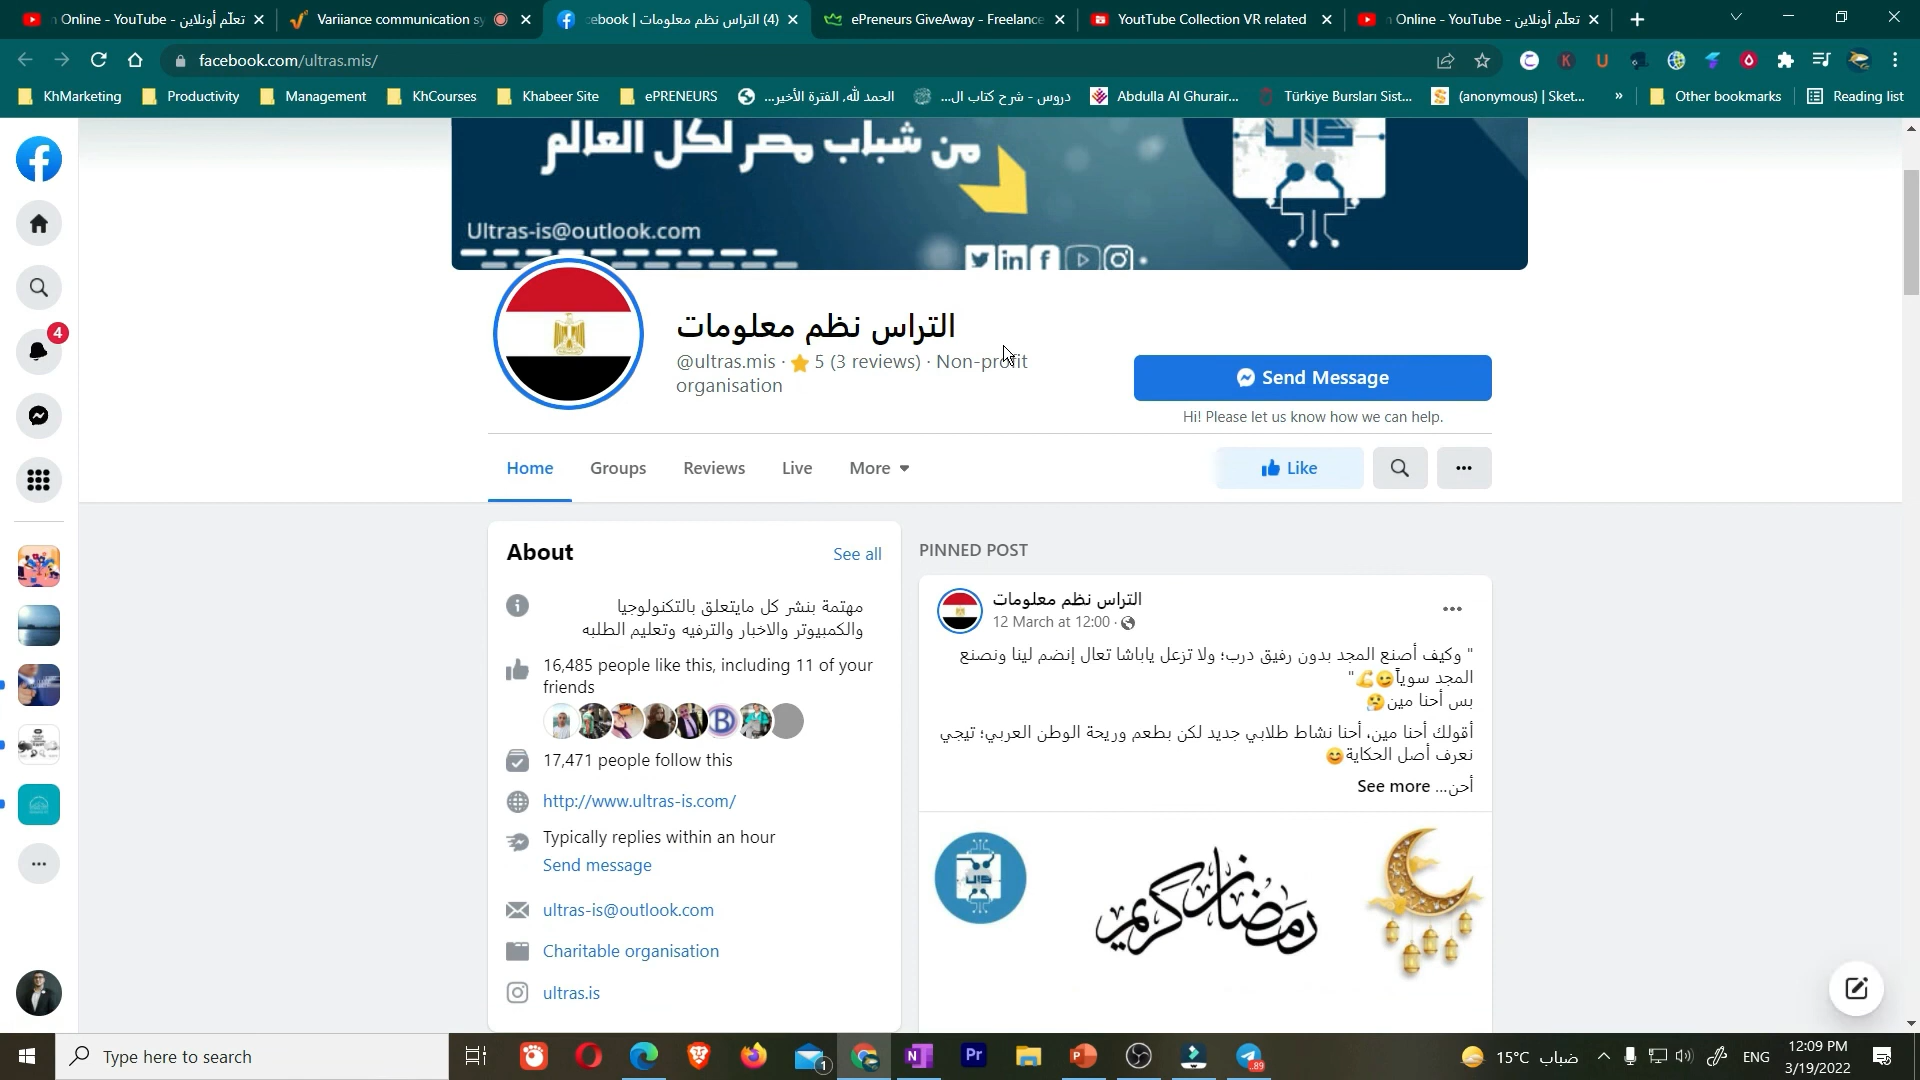 Online - YouTube - تعلّم أونلاين
Variiance communication sy
(4) التراس نظم معلومات | ebook
ePreneurs GiveAway - Freelance
YoutTube Collection VR related
Online - YouTube - تعلّم أونلاين
facebook.com/ultras.mis/
KhMarketing
Productivity
Management
KhCourses
Khabeer Site
ePRENEURS
الحمد لله, الفترة الأخير...
دروس - شرح كتاب ال...
Abdulla Al Ghurair...
Türkiye Bursları Sist...
(anonymous) | Sket...
»
Other bookmarks
Reading list
من شباب مصر لكل العالم
Ultras-is@outlook.com
التراس نظم معلومات
@ultras.mis · 5 (3 reviews) · Non-profit
organisation
Send Message
Hi! Please let us know how we can help.
Home
Groups
Reviews
Live
More
Like
4
About
See all
مهتمة بنشر كل مايتعلق بالتكنولوجيا
والكمبيوتر والاخبار والترفيه وتعليم الطلبه
16,485 people like this, including 11 of your
friends
B
17,471 people follow this
http://www.ultras-is.com/
Typically replies within an hour
Send message
ultras-is@outlook.com
Charitable organisation
ultras.is
PINNED POST
التراس نظم معلومات
12 March at 12:00 ·
" وكيف أصنع المجد بدون رفيق درب؛ ولا تزعل ياباشا تعال إنضم لينا ونصنع
المجد سوياً😉💪"
بس أحنا مين🤔
أقولك أحنا مين، أحنا نشاط طلابي جديد لكن بطعم وريحة الوطن العربي؛ تيجي
نعرف أصل الحكاية😊
أحن... See more
رمضان كريم
Type here to search
1
Pr
.89
15°C ضباب
ENG
12:09 PM
3/19/2022